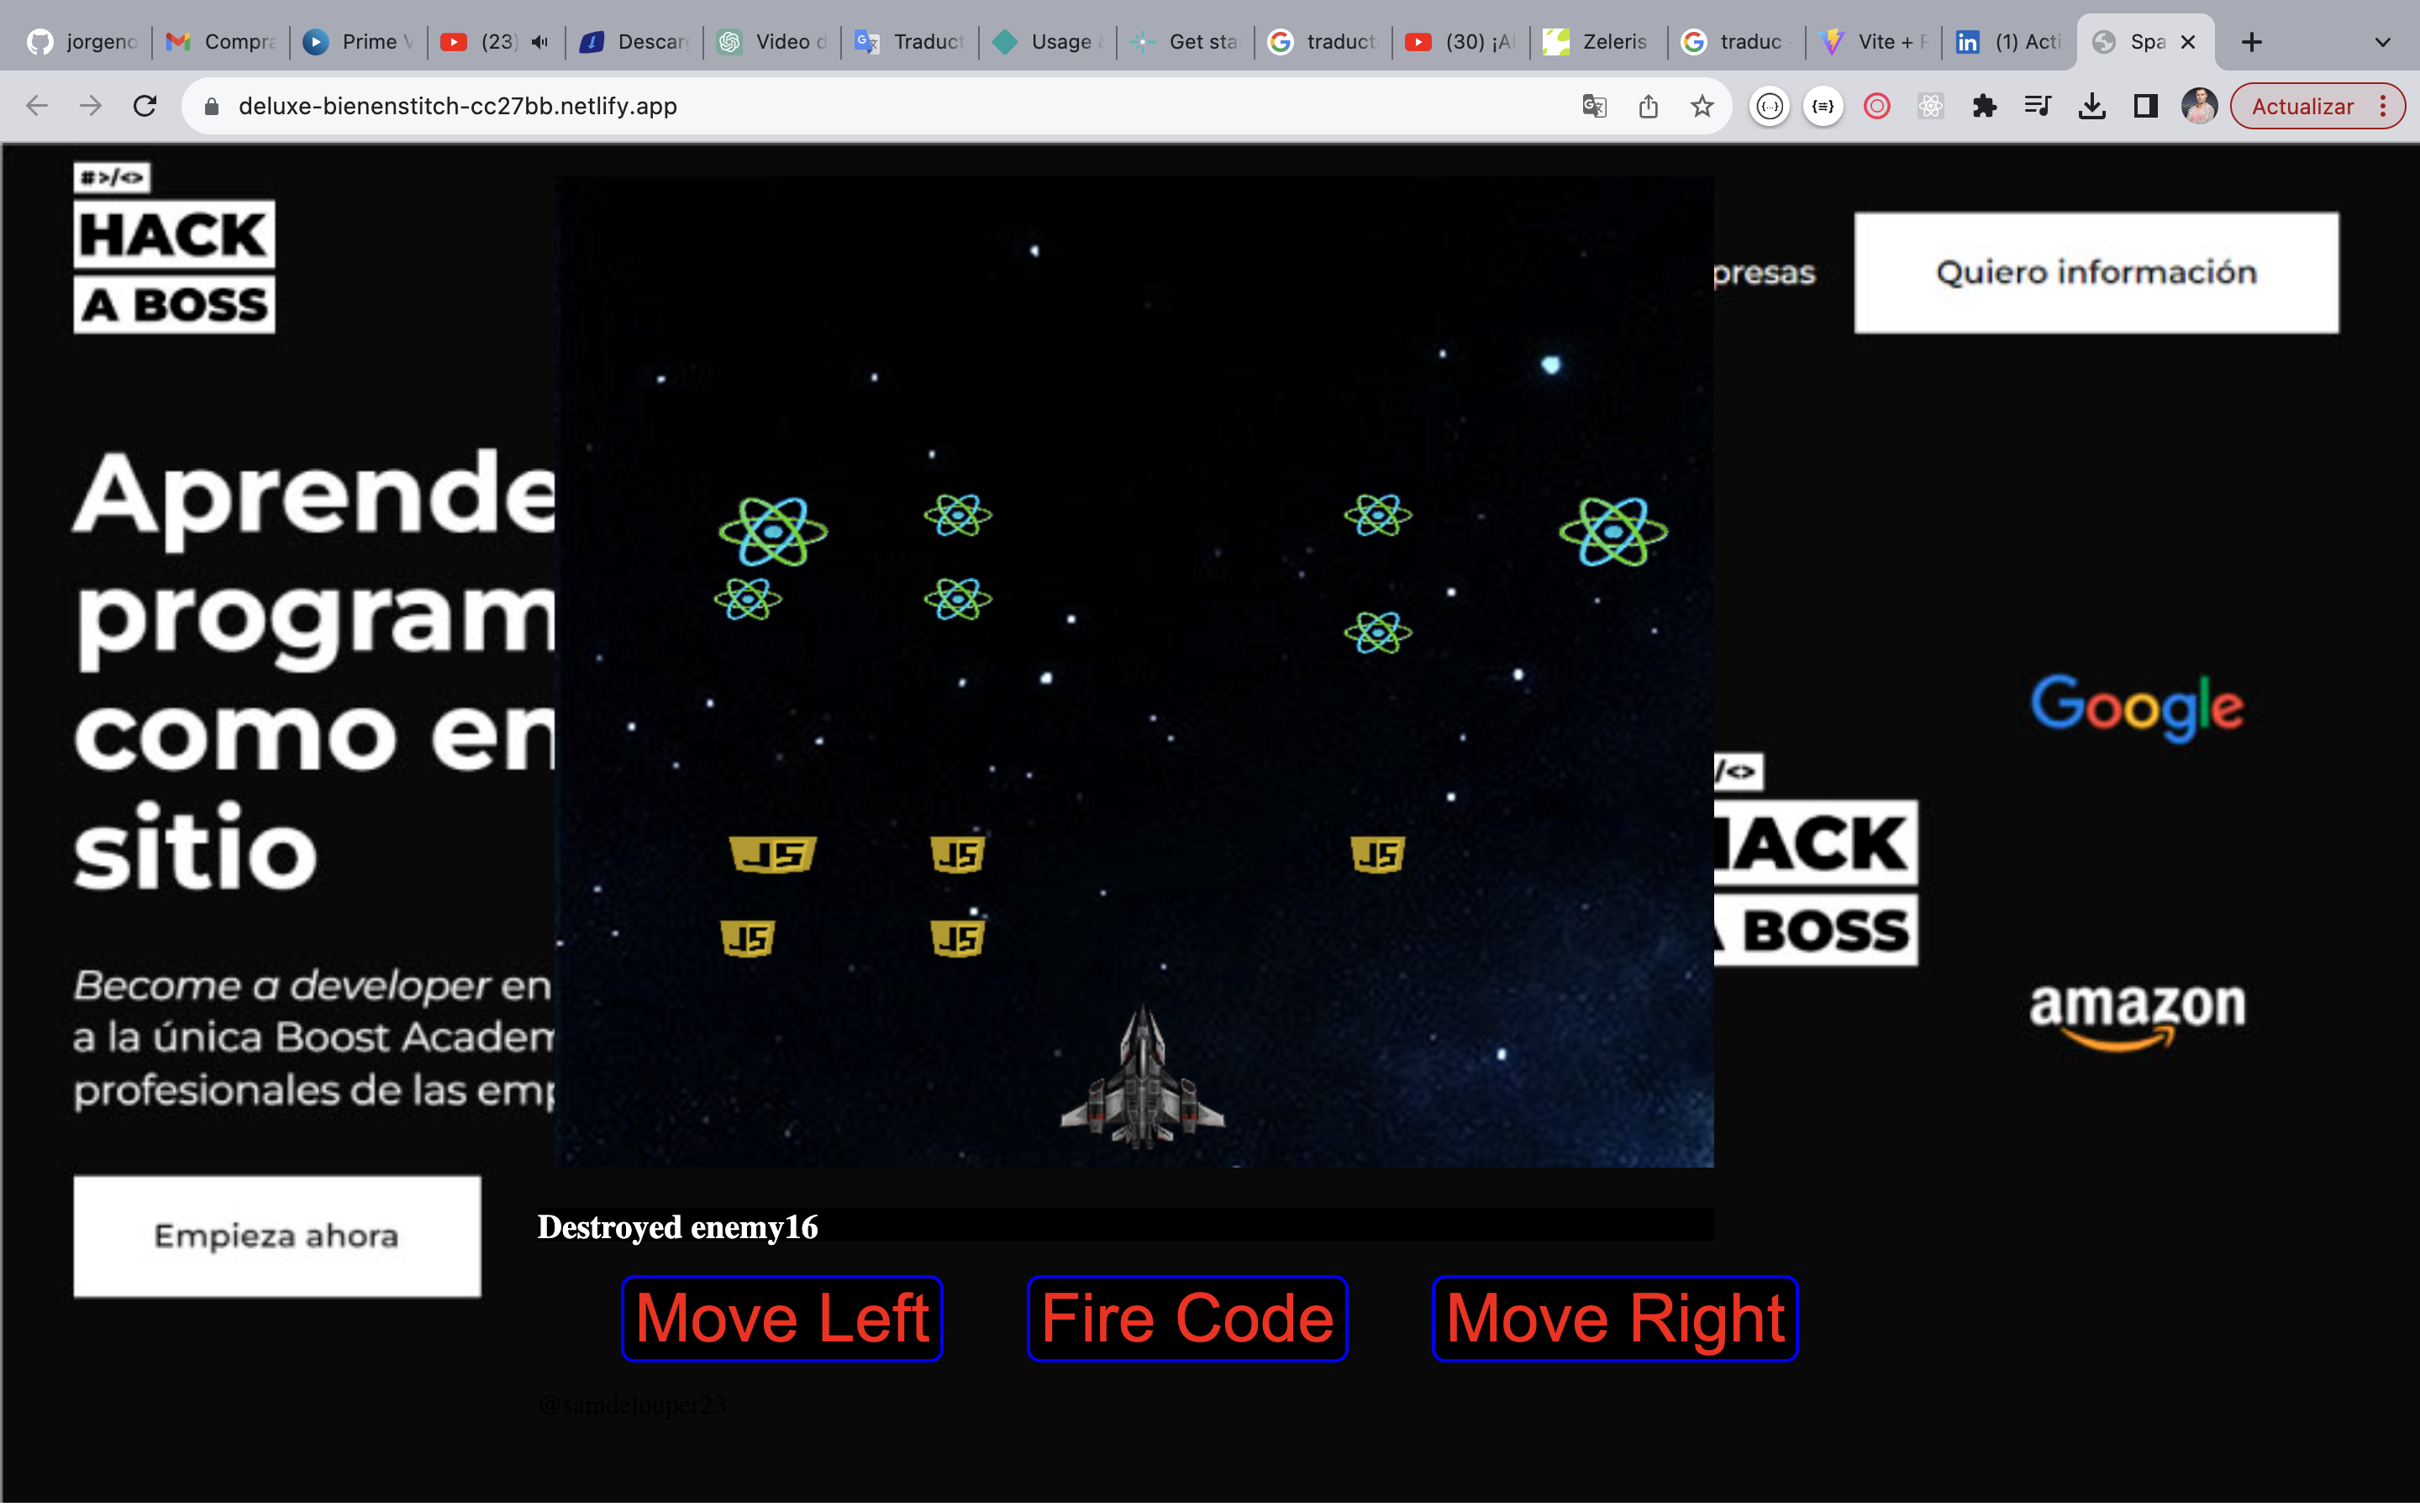 jorgeno
Compra
Prime V
(23)
Descar
Video d
Traduct
Usage
Get sta
traduct
(30) ¡Al
Zeleris
traduc
Vite +
(1) Acti
Spa
deluxe-bienenstitch-cc27bb.netlify.app
Actualizar
#>/<>
HACK
A BOSS
presas
Quiero información
Aprende
program
como en
sitio
Google
/<>
HACK
BOSS
JS
JS
JS
JS
JS
Become a developer en
a la única Boost Academ
profesionales de las emp
amazon
Empieza ahora
Destroyed enemy16
Move Left
Fire Code
Move Right
@samdelouper23